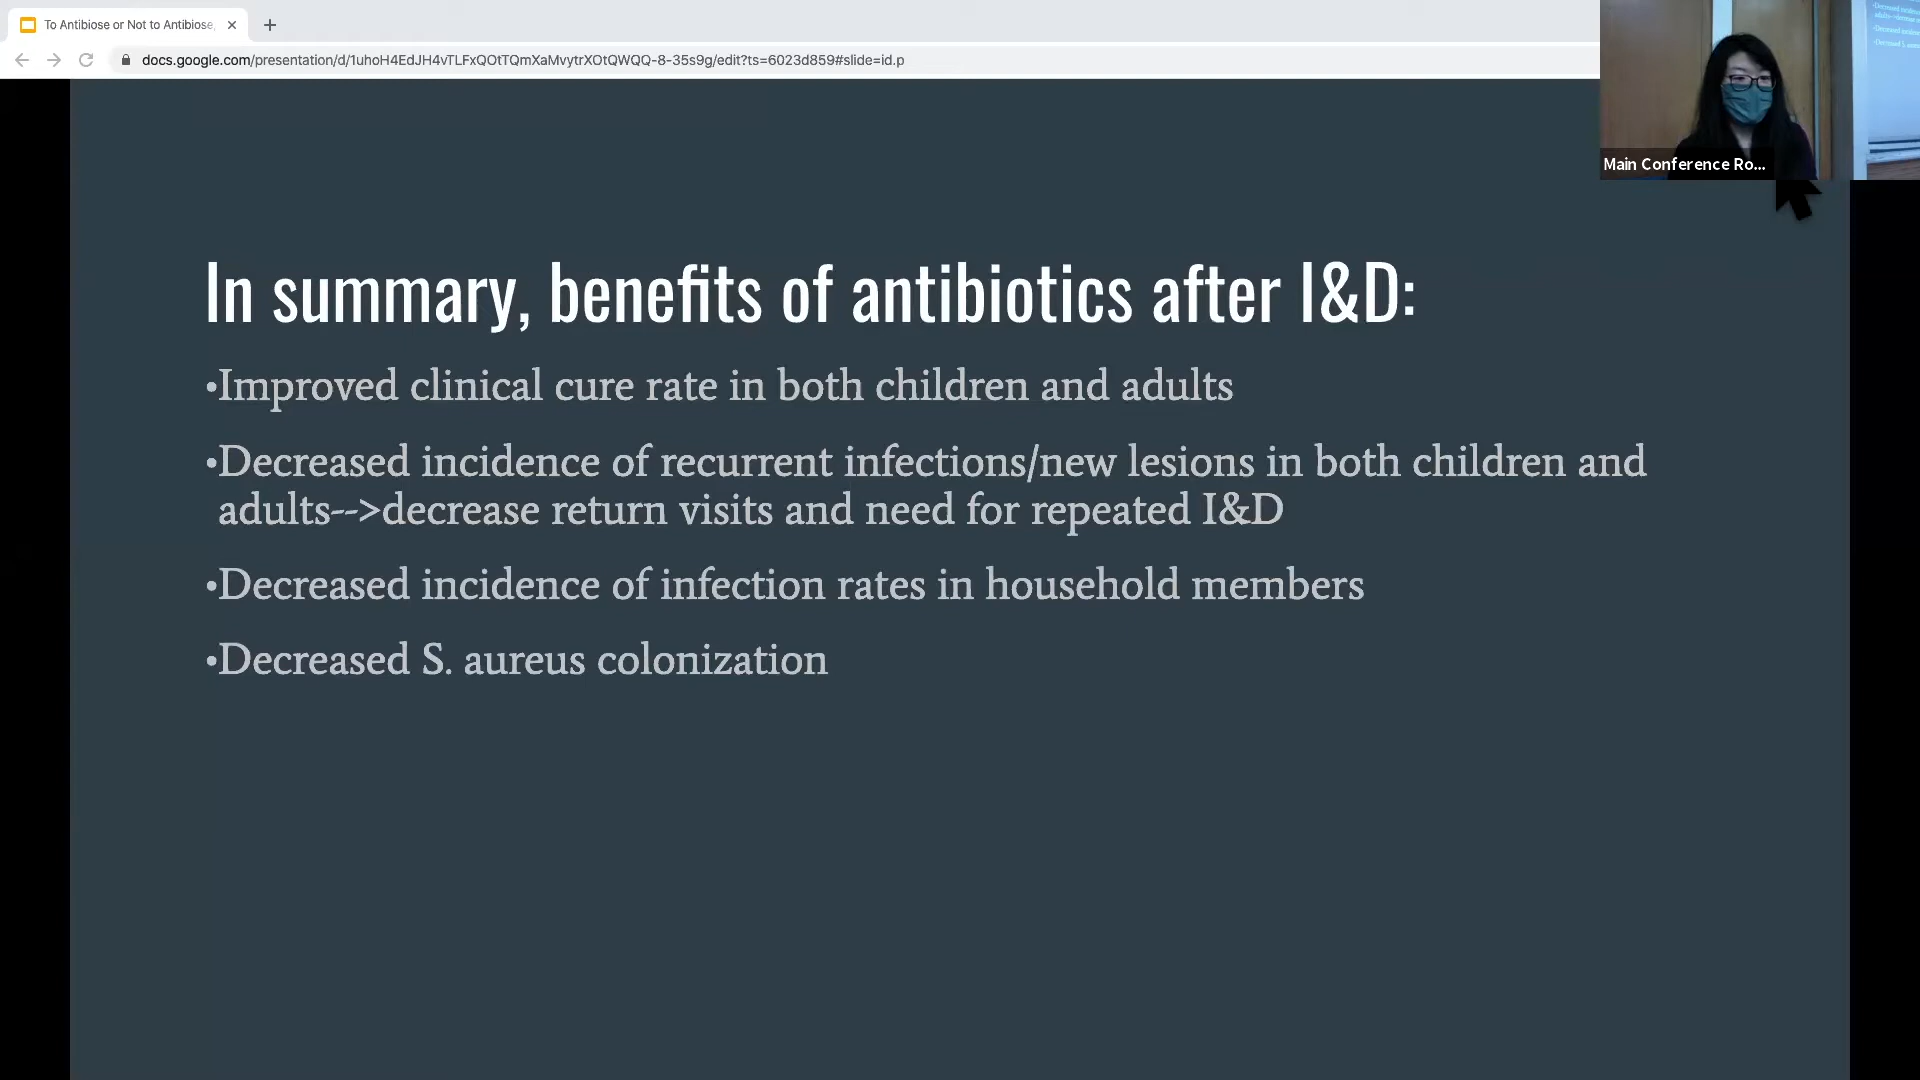 To Antibiose or Not to Antibiose,
docs.google.com/presentation/d/1uhoH4EdJH4vTLFxQOtTQmXaMvytrXOtQWQQ-8-35s9g/edit?ts=6023d859#slide=id.p
Main Conference Ro...
In summary, benefits of antibiotics after I&D:
•Improved clinical cure rate in both children and adults
•Decreased incidence of recurrent infections/new lesions in both children and
adults-->decrease return visits and need for repeated I&D
•Decreased incidence of infection rates in household members
•Decreased S. aureus colonization